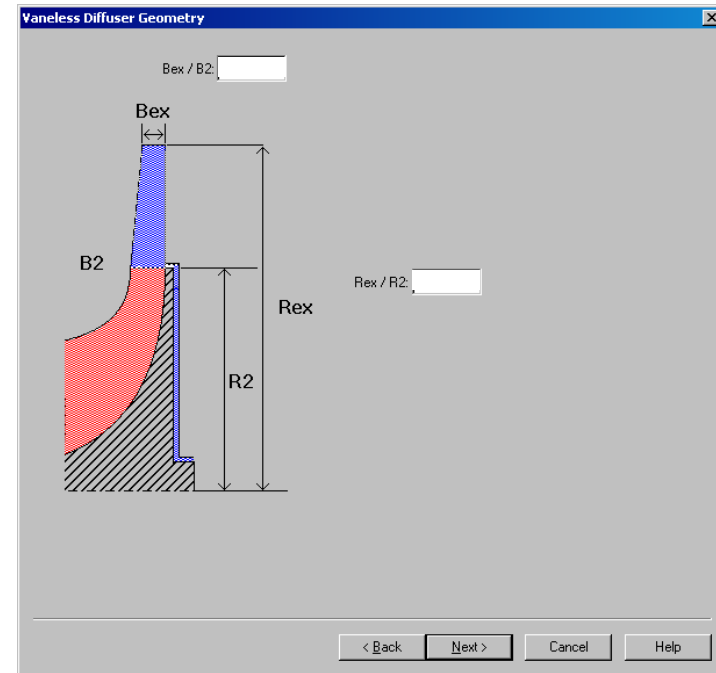 Vaneless Diffuser Geometry
Bex / B2:
Bex
B2
Rex / R2:
Rex
R2
< Back Next > Cancel Help